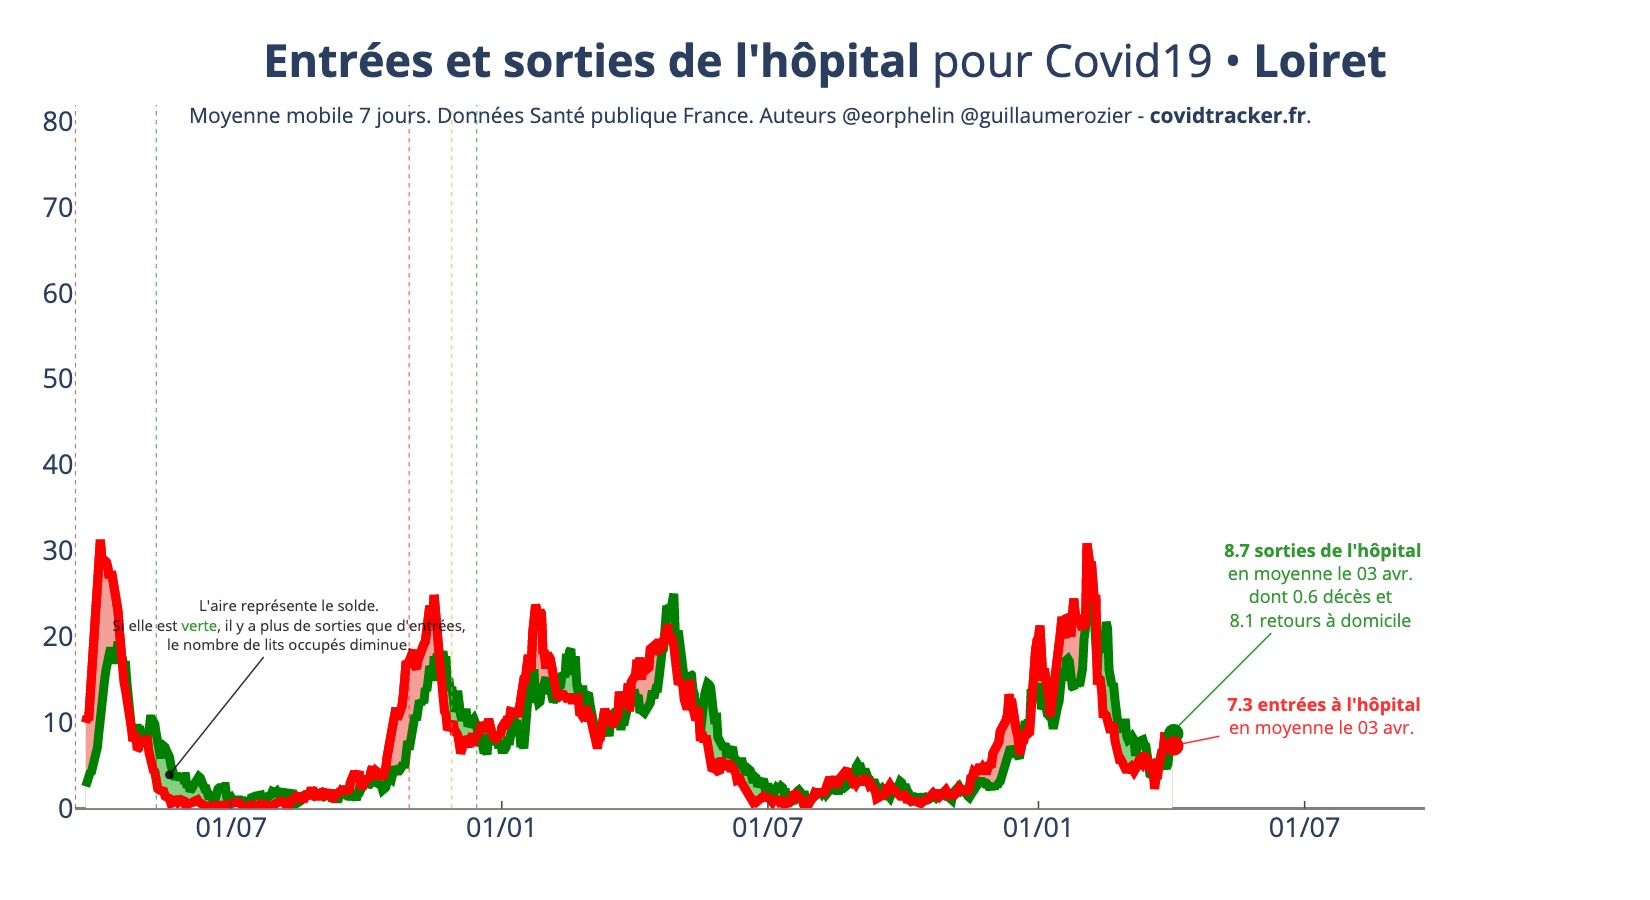 Entrées et sorties de l'hôpital pour Covid19 • Loiret
Moyenne mobile 7 jours. Données Santé publique France. Auteurs @eorphelin @guillaumerozier - covidtracker.fr.
80
70
60
50
40
30
20
10
0
L'aire représente le solde.
Si elle est verte, il y a plus de sorties que d'entrées,
le nombre de lits occupés diminue.
8.7 sorties de l'hôpital
en moyenne le 03 avr.
dont 0.6 décès et
8.1 retours à domicile
7.3 entrées à l'hôpital
en moyenne le 03 avr.
01/07
01/01
01/07
01/01
01/07